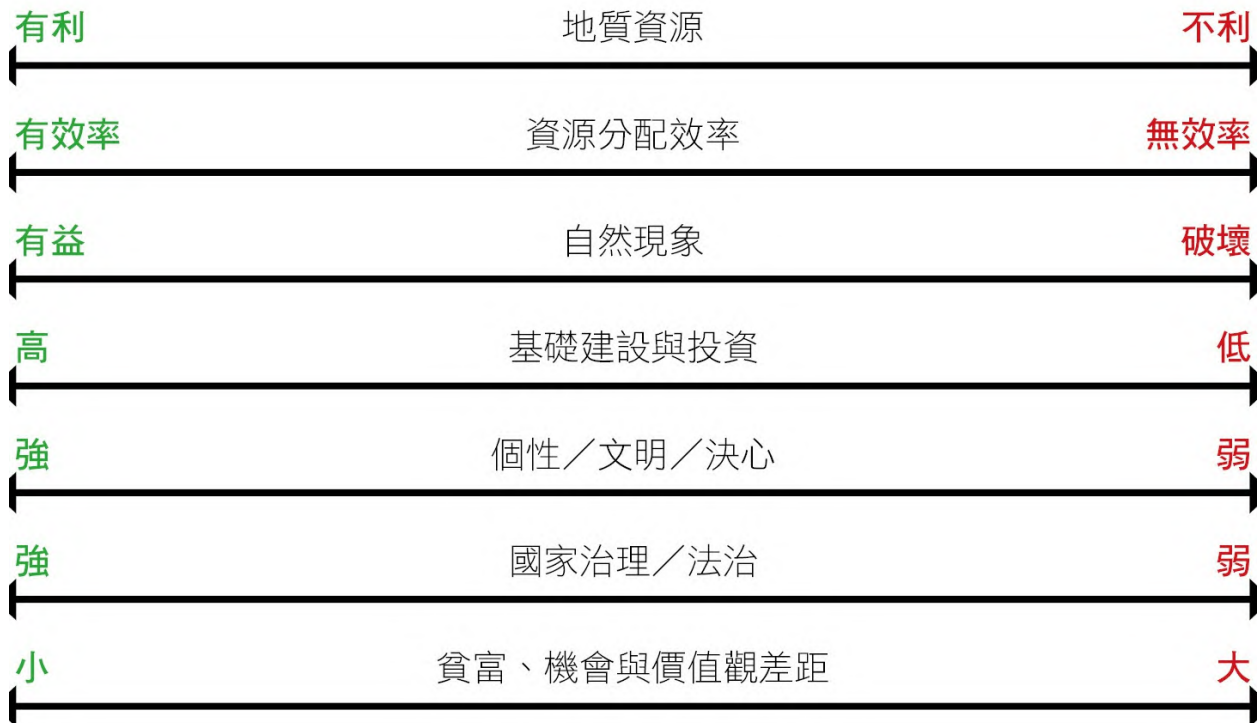 有利 地質資源 不利
有效率 資源分配效率 無效率
有益 自然現象 破壞
高 基礎建設與投資 低
強 個性／文明／決心 弱
強 國家治理／法治 弱
小 貧富、機會與價值觀差距 大